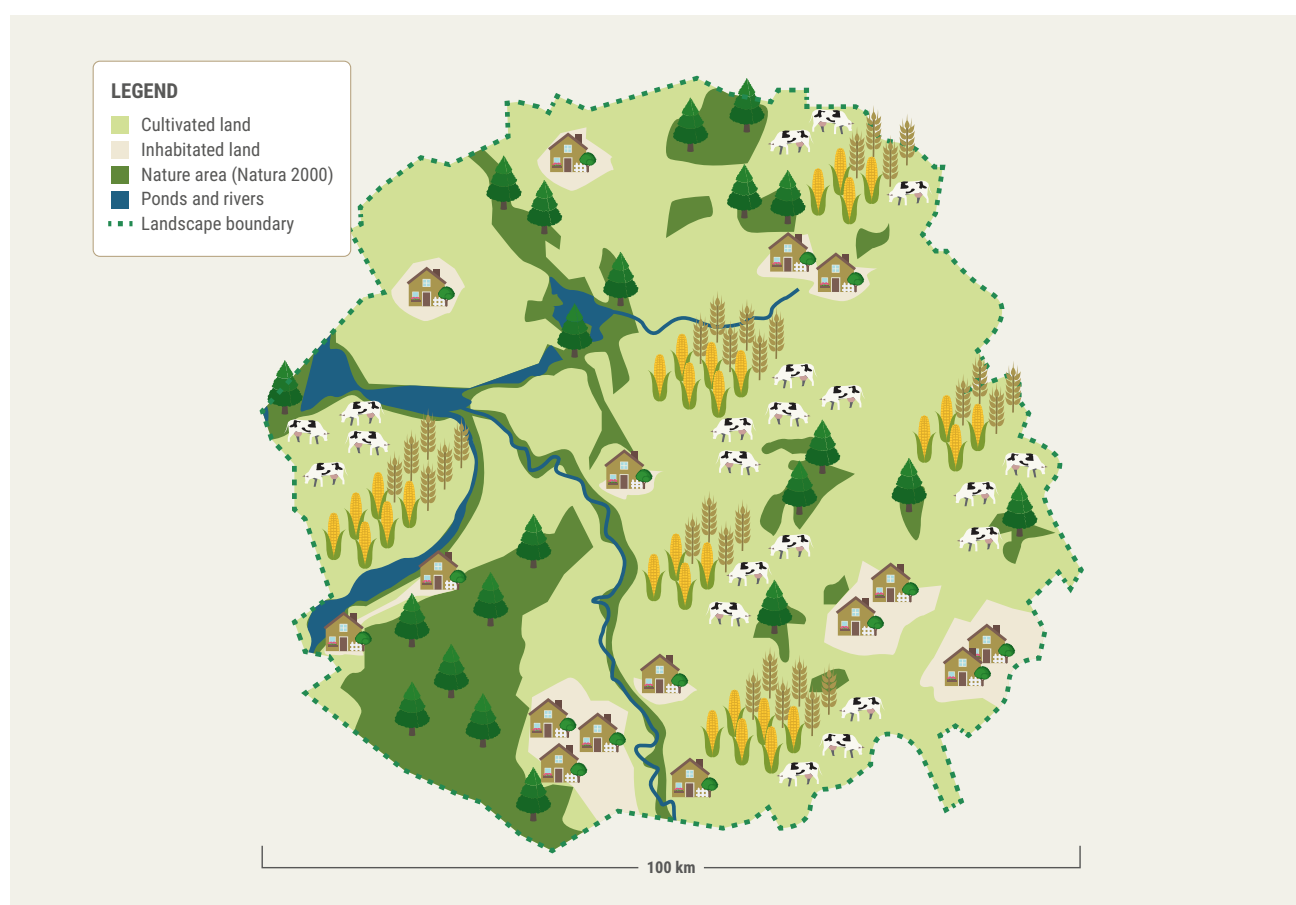 LEGEND
Cultivated land
Inhabitated land
Nature area (Natura 2000)
Ponds and rivers
Landscape boundary
100 km